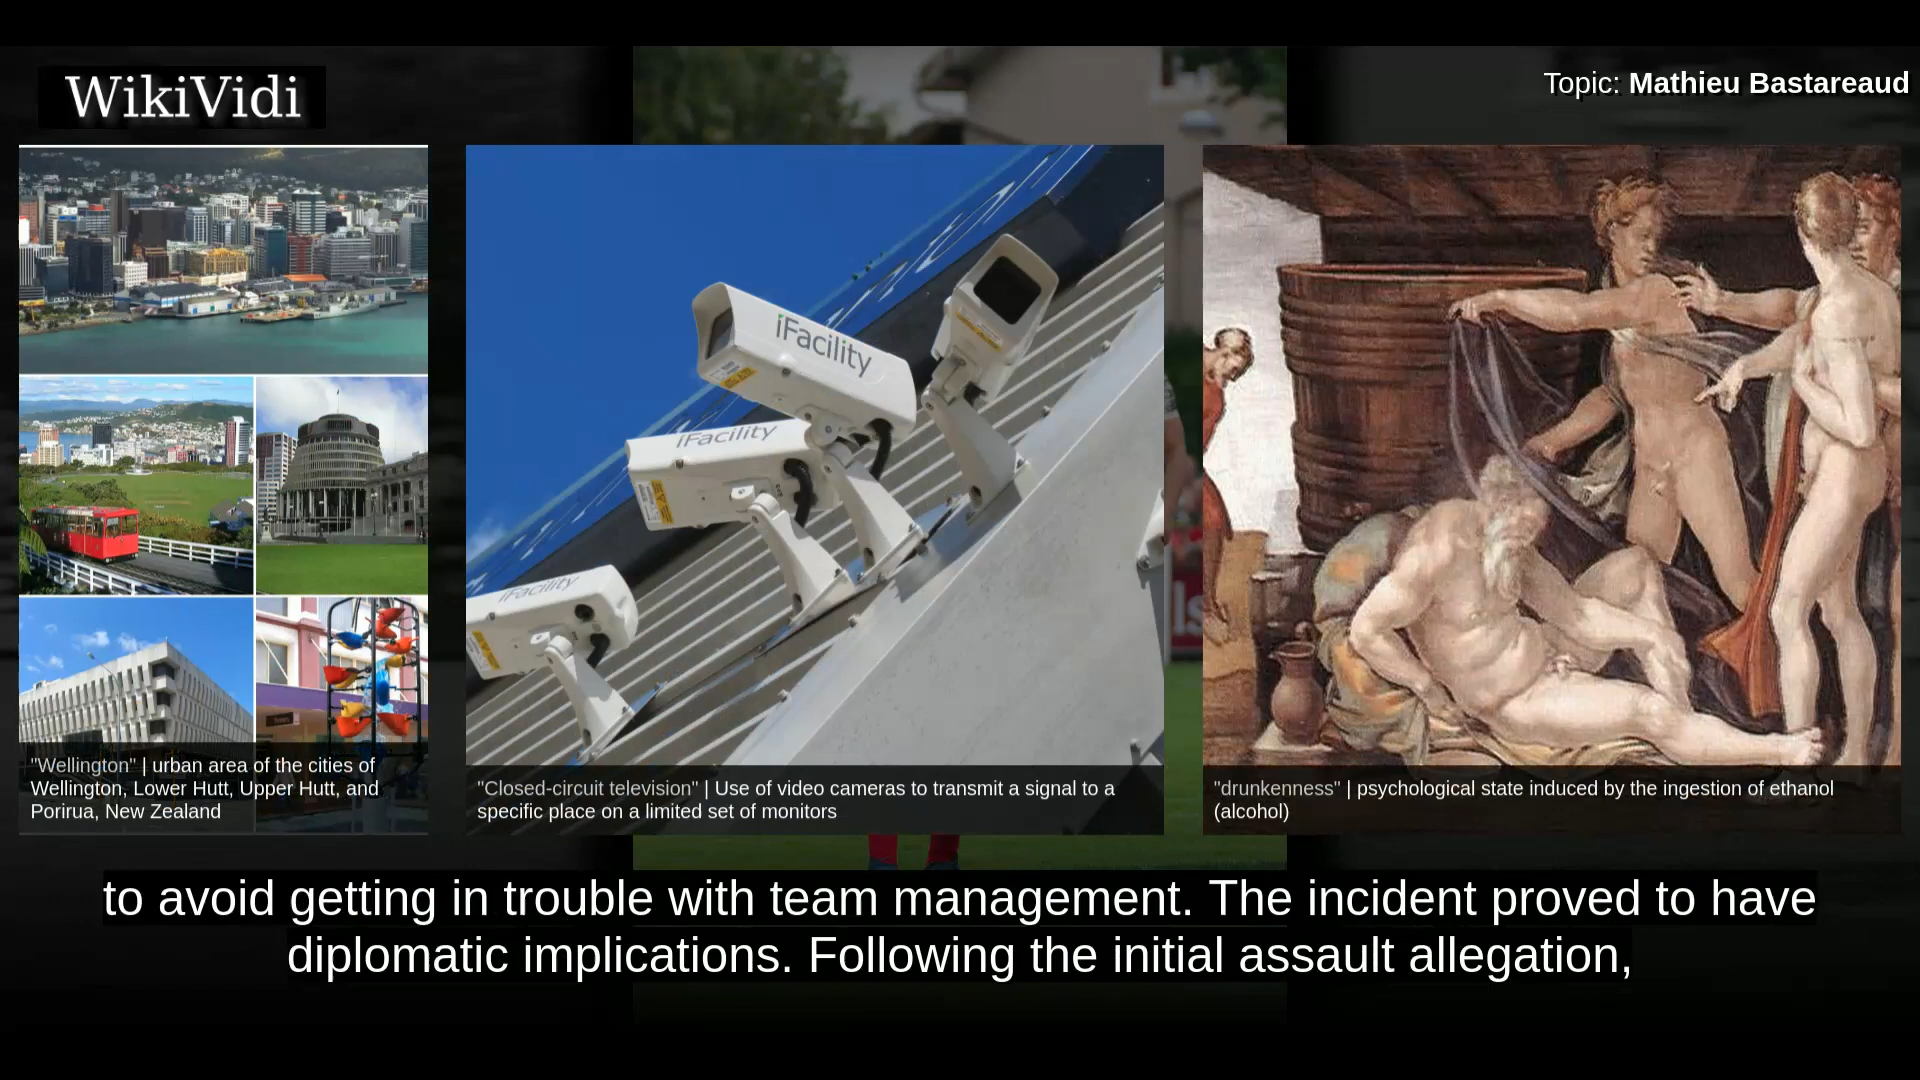 WikiVidi
Topic: Mathieu Bastareaud
iFacility
iFacility
iFacility
"Wellington" | urban area of the cities of
Wellington, Lower Hutt, Upper Hutt, and
Porirua, New Zealand
"Closed-circuit television" | Use of video cameras to transmit a signal to a
specific place on a limited set of monitors
"drunkenness" | psychological state induced by the ingestion of ethanol
(alcohol)
to avoid getting in trouble with team management. The incident proved to have
diplomatic implications. Following the initial assault allegation,